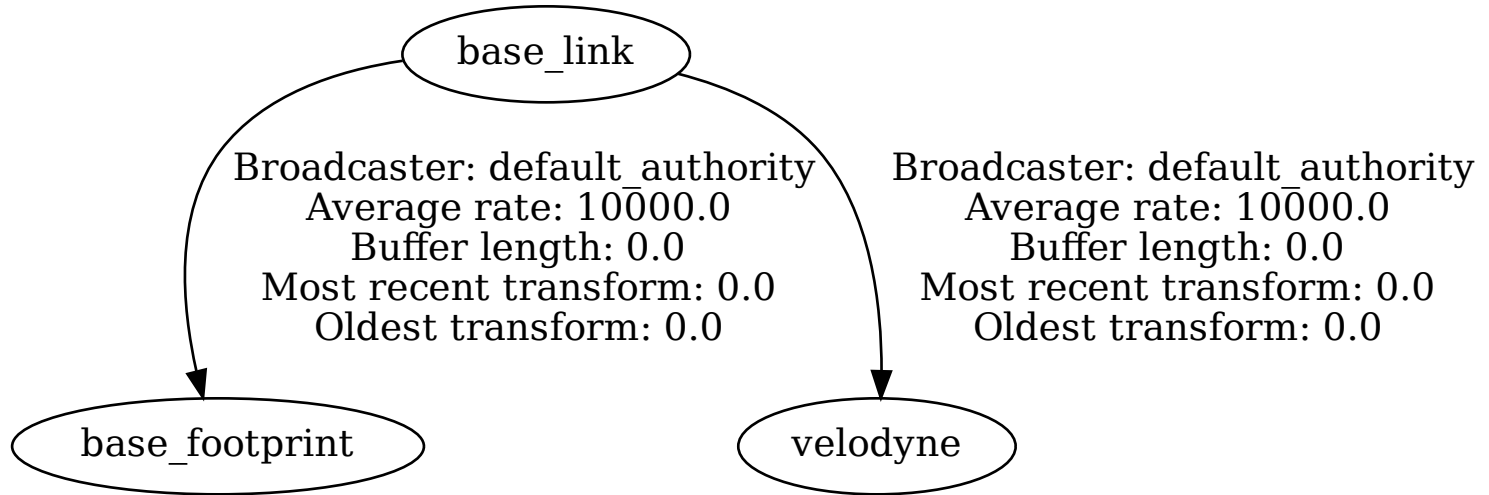 base_link
Broadcaster: default_authority
Average rate: 10000.0
Buffer length: 0.0
Most recent transform: 0.0
Oldest transform: 0.0
Broadcaster: default_authority
Average rate: 10000.0
Buffer length: 0.0
Most recent transform: 0.0
Oldest transform: 0.0
base_footprint
velodyne